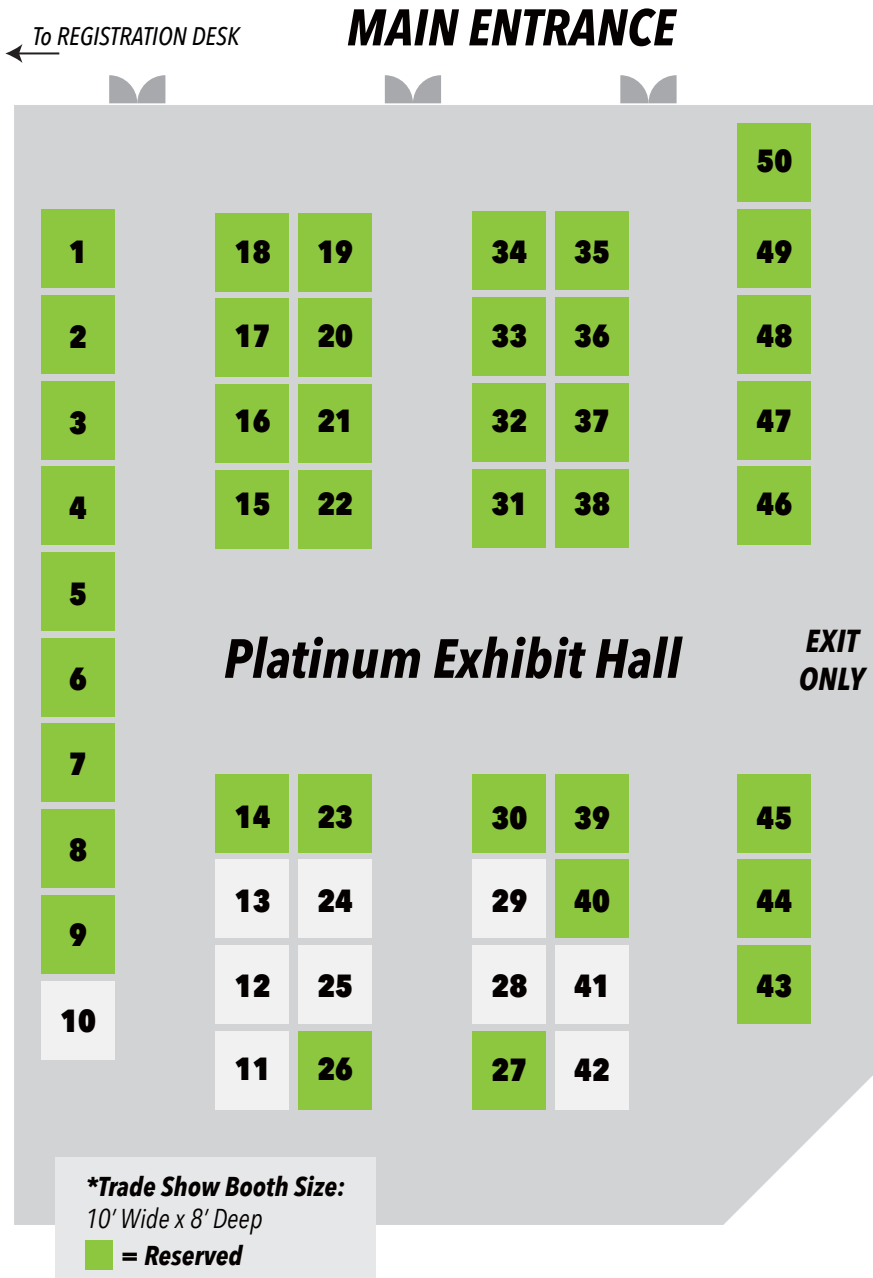 To REGISTRATION DESK
MAIN ENTRANCE
50
1 18 19 34 35 49
2 17 20 33 36 48
3 16 21 32 37 47
4 15 22 31 38 46
5
Platinum Exhibit Hall
EXIT
ONLY
6
7
14 23 30 39 45
8
13 24 29 40 44
9
12 25 28 41 43
10
11 26 27 42
*Trade Show Booth Size:
10' Wide x 8' Deep
= Reserved